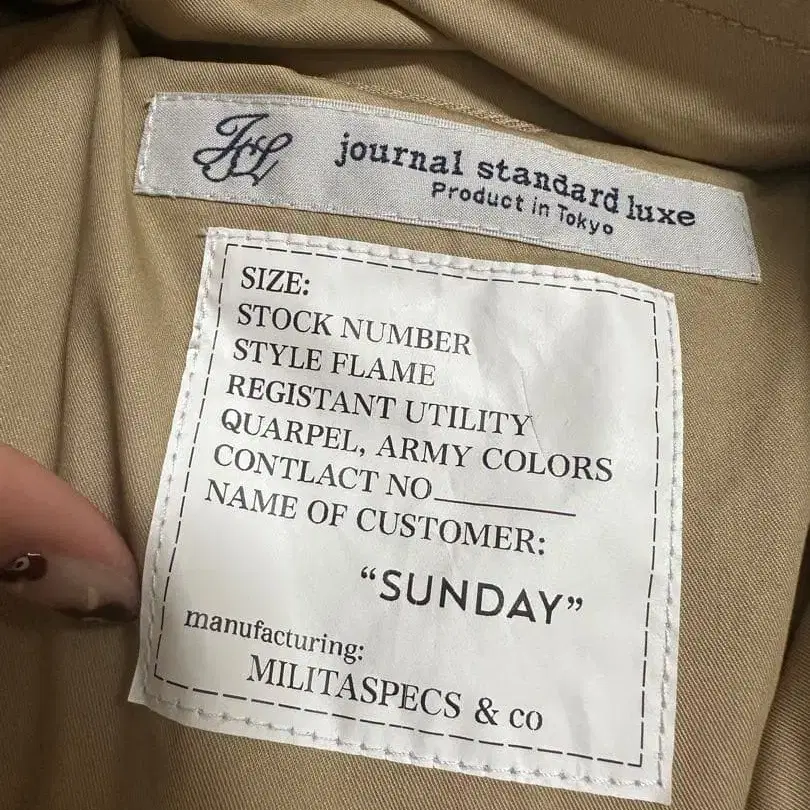 JSL
journal standard luxe
Product in Tokyo
SIZE:
STOCK NUMBER
STYLE FLAME
REGISTANT UTILITY
QUARPEL, ARMY COLORS
CONTLACT NO__________
NAME OF CUSTOMER:
“SUNDAY”
manufacturing:
MILITASPECS & co